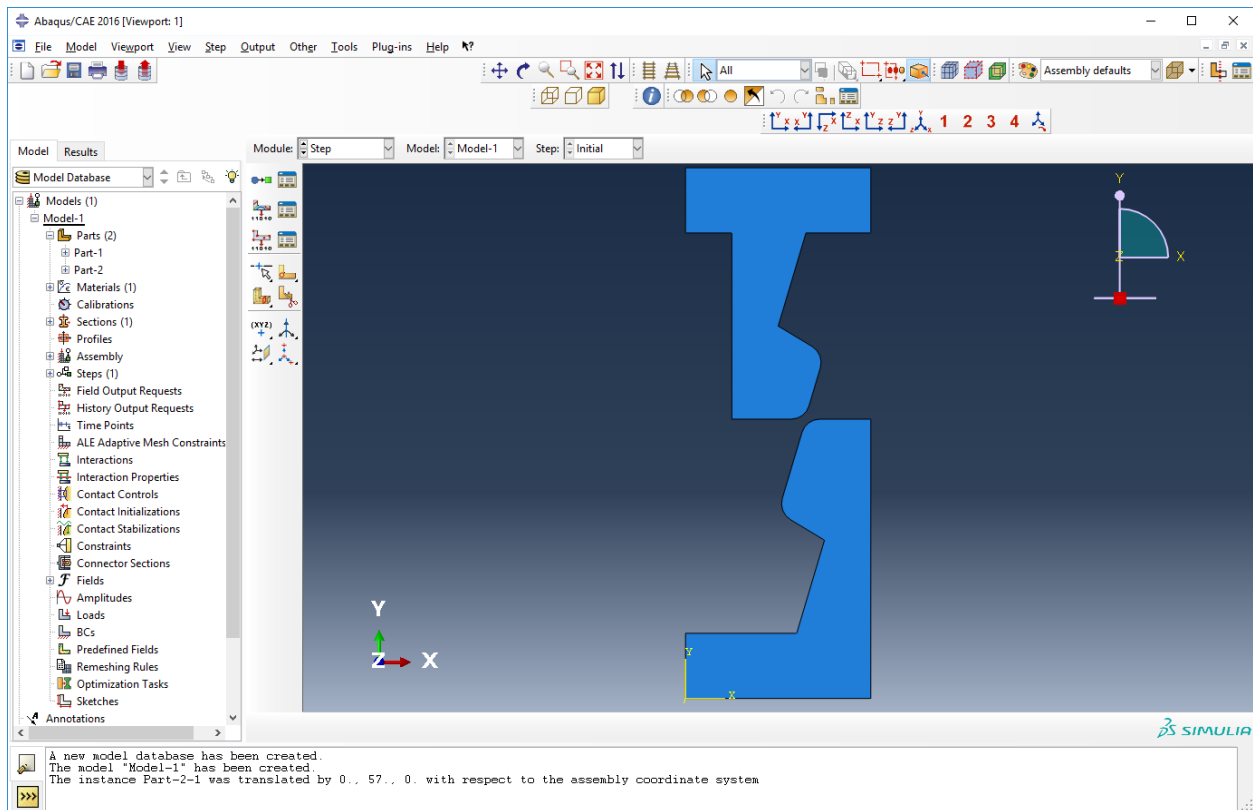 Abaqus/CAE 2016 [Viewport: 1]
File Model Viewport View Step Output Other Tools Plug-ins Help
All Assembly defaults
1 2 3 4
Model Results
Module: Step Model: Model-1 Step: Initial
Model Database
Models (1)
Model-1
Parts (2)
Part-1
Part-2
Materials (1)
Calibrations
Sections (1)
Profiles
Assembly
Steps (1)
Field Output Requests
History Output Requests
Time Points
ALE Adaptive Mesh Constraints
Interactions
Interaction Properties
Contact Controls
Contact Initializations
Contact Stabilizations
Constraints
Connector Sections
Fields
Amplitudes
Loads
BCs
Predefined Fields
Remeshing Rules
Optimization Tasks
Sketches
Annotations
(XYZ)
Y
Z X
Y
Z X
Y
X
SIMULIA
A new model database has been created.
The model "Model-1" has been created.
The instance Part-2-1 was translated by 0., 57., 0. with respect to the assembly coordinate system